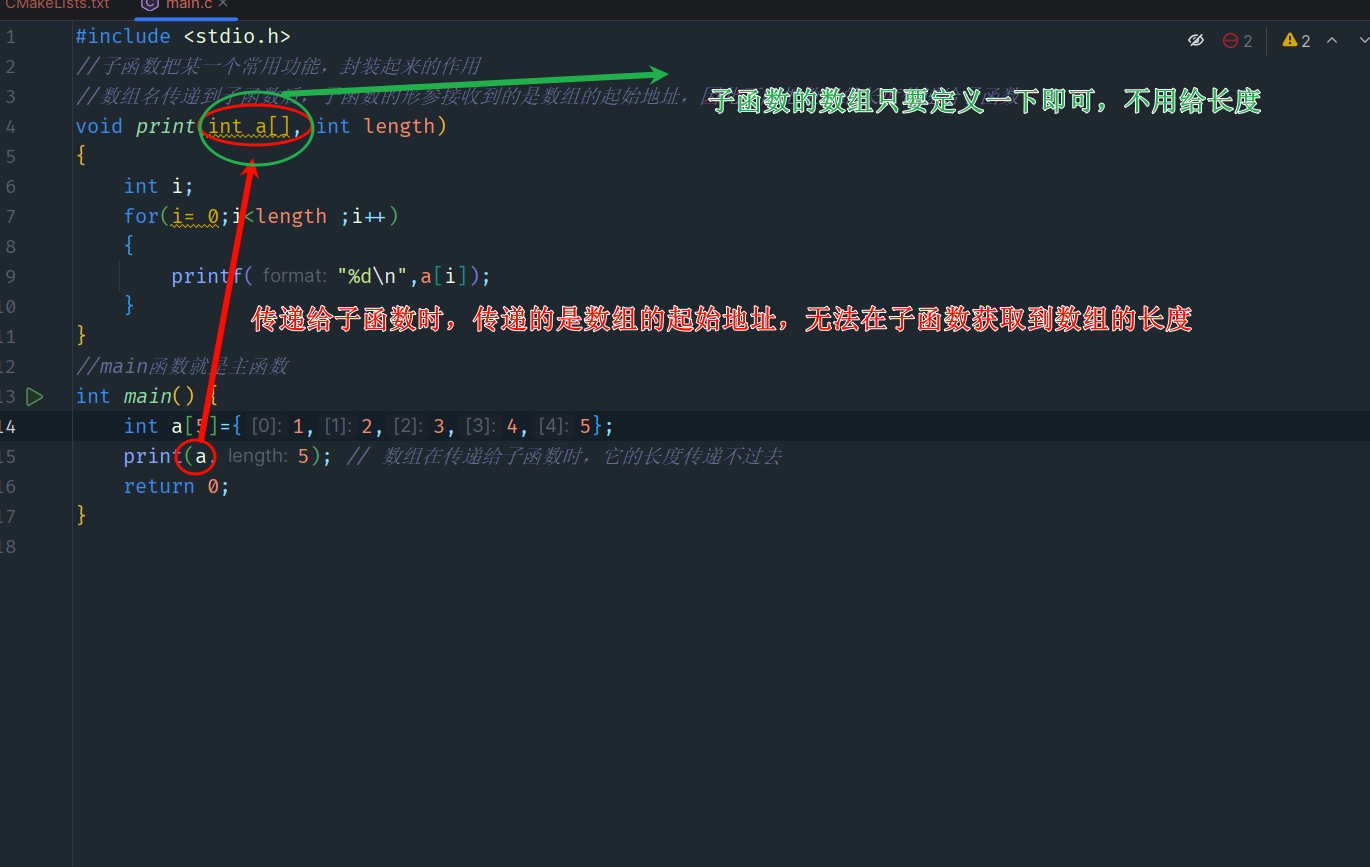 CMakeLists.txt main.c
2 2
1 #include <stdio.h>
2 //子函数把某一个常用功能，封装起来的作用
3 //数组名传递到子函数后，子函数的形参接收到的是数组的起始地址，
子函数的数组只要定义一下即可，不用给长度
4 void print(int a[], int length)
5 {
6 int i;
7 for(i= 0;i<length ;i++)
8 {
9 printf( format: "%d\n",a[i]);
10 }
传递给子函数时，传递的是数组的起始地址，无法在子函数获取到数组的长度
11 }
12 //main函数就是主函数
13 int main() {
14 int a[5]={ [0]: 1, [1]: 2, [2]: 3, [3]: 4, [4]: 5};
15 print(a, length: 5); // 数组在传递给子函数时，它的长度传递不过去
16 return 0;
17 }
18